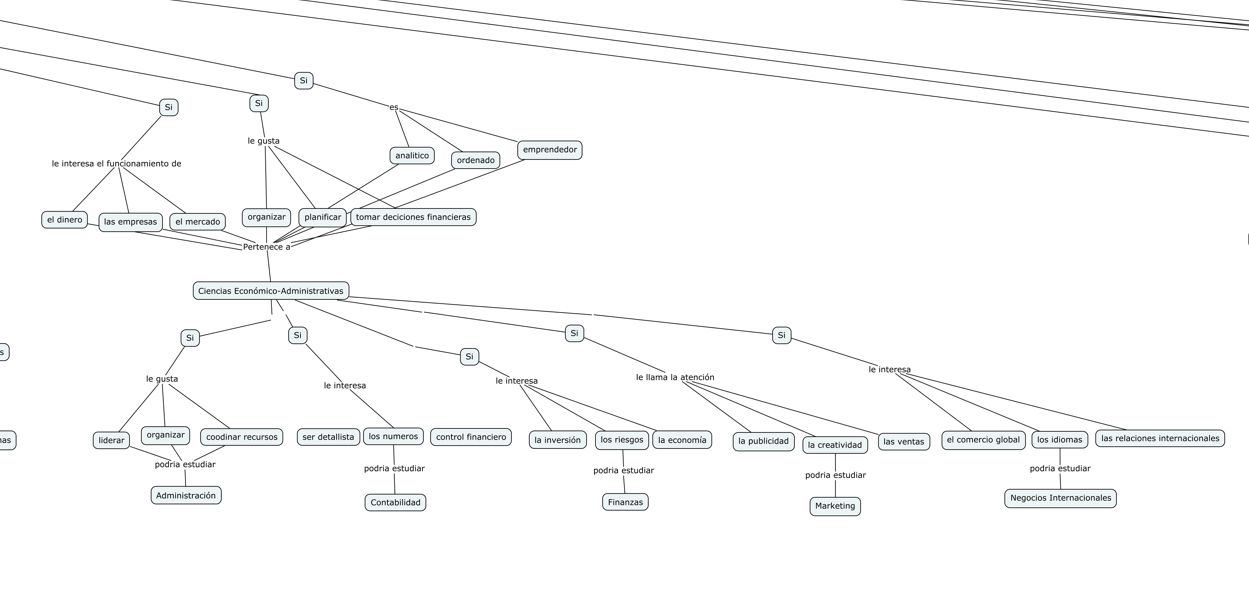 Si
Si
Si
es
le gusta
analitico
ordenado
emprendedor
le interesa el funcionamiento de
el dinero
las empresas
el mercado
organizar
planificar
tomar deciciones financieras
Pertenece a
Ciencias Económico-Administrativas
Si
Si
Si
Si
Si
s
le gusta
le interesa
le interesa
le llama la atención
le interesa
nas
liderar
organizar
coodinar recursos
ser detallista
los numeros
control financiero
la inversión
los riesgos
la economía
la publicidad
la creatividad
las ventas
el comercio global
los idiomas
las relaciones internacionales
podria estudiar
podria estudiar
podria estudiar
podria estudiar
podria estudiar
Administración
Contabilidad
Finanzas
Marketing
Negocios Internacionales